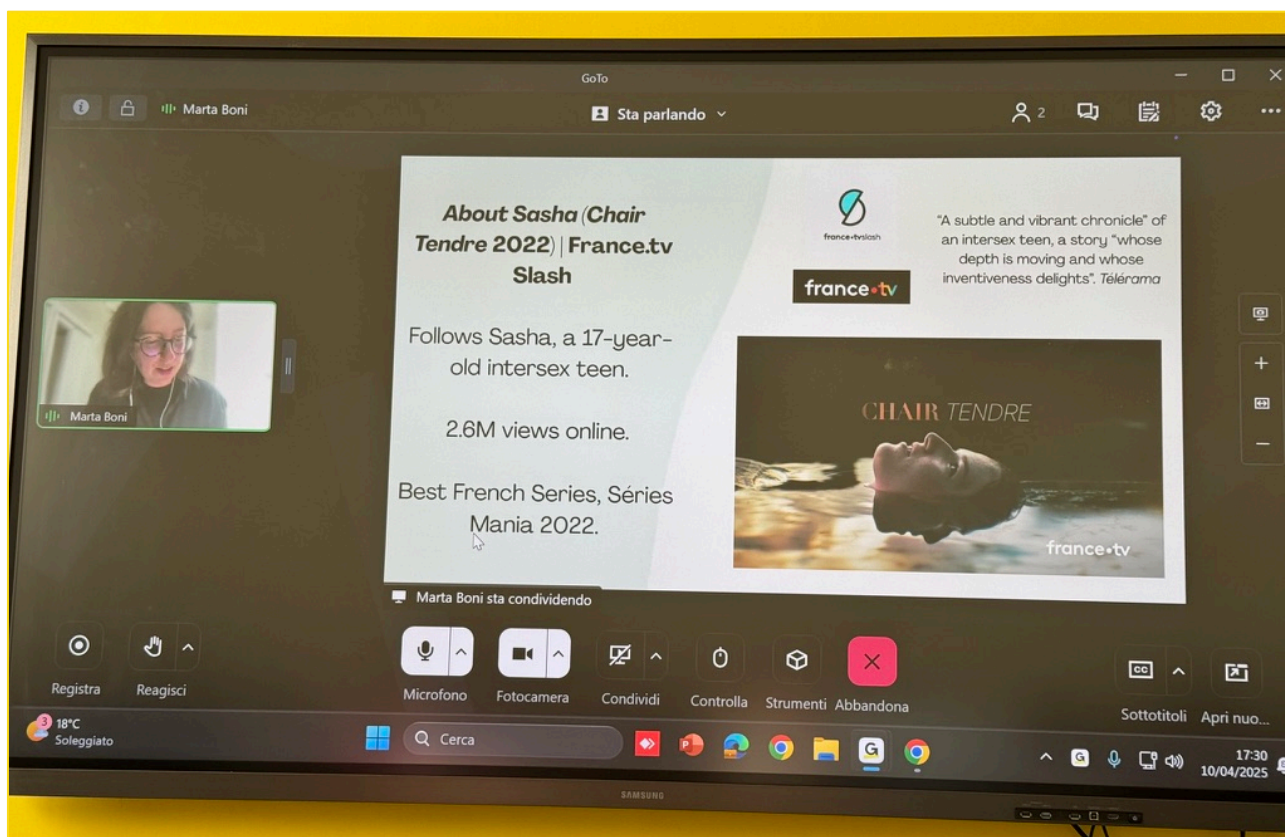 GoTo
Marta Boni
Sta parlando
2
About Sasha (Chair
Tendre 2022) | France.tv
Slash
Follows Sasha, a 17-year-
old intersex teen.
2.6M views online.
Best French Series, Séries
Mania 2022.
france•tvslash
france•tv
"A subtle and vibrant chronicle" of
an intersex teen, a story "whose
depth is moving and whose
inventiveness delights". Télérama
CHAIR TENDRE
france•tv
Marta Boni
Marta Boni sta condividendo
Registra
Reagisci
Microfono
Fotocamera
Condividi
Controlla
Strumenti
Abbandona
CC
Sottotitoli
Apri nuo...
3
18°C
Soleggiato
Cerca
P
G
G
17:30
10/04/2025
SAMSUNG